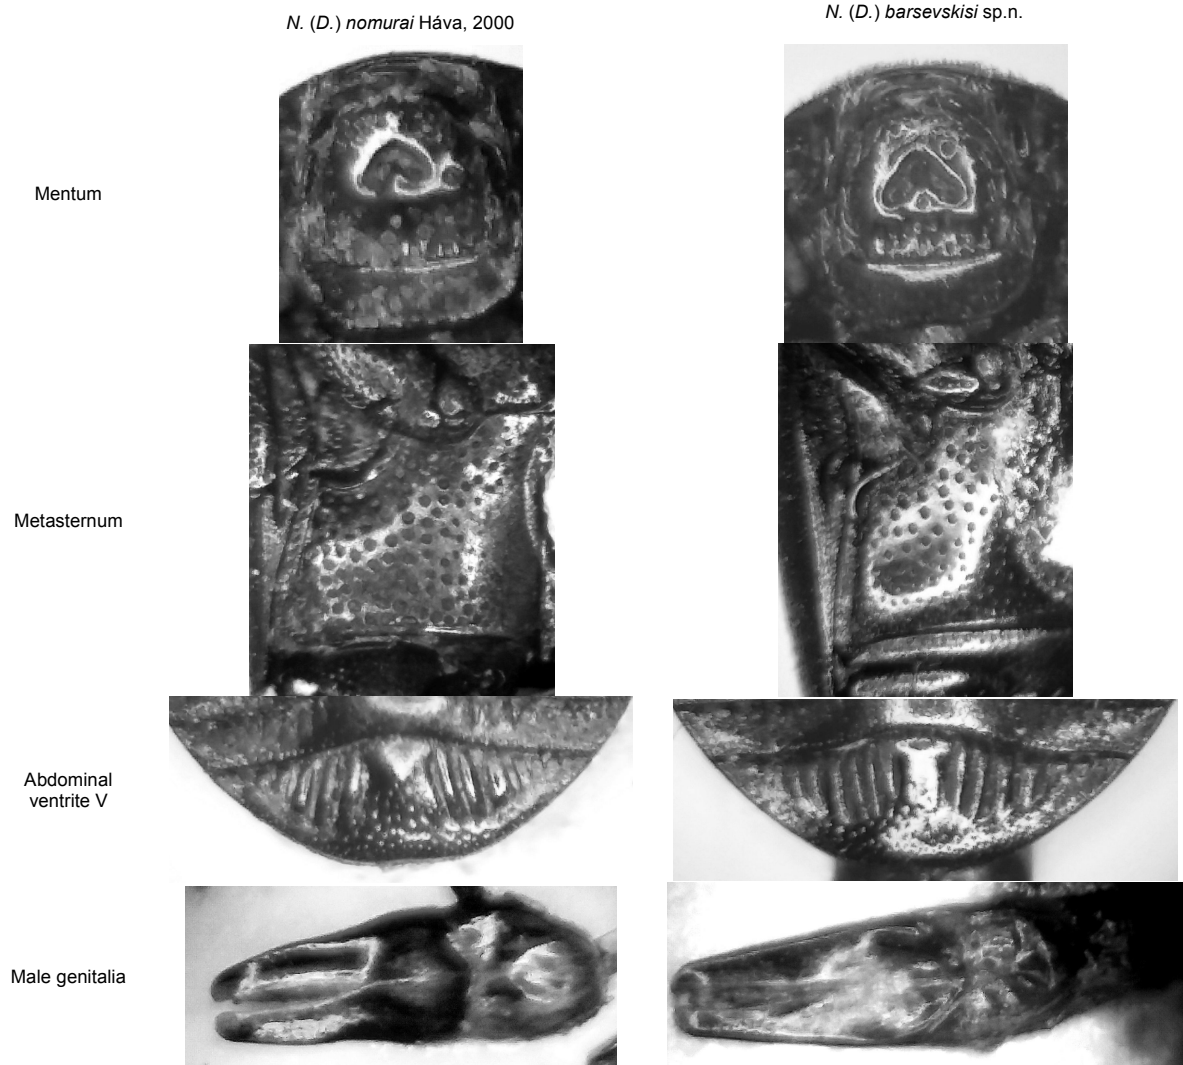 N. (D.) nomurai Háva, 2000
N. (D.) barsevskisi sp.n.
Mentum
Metasternum
Abdominal
ventrite V
Male genitalia